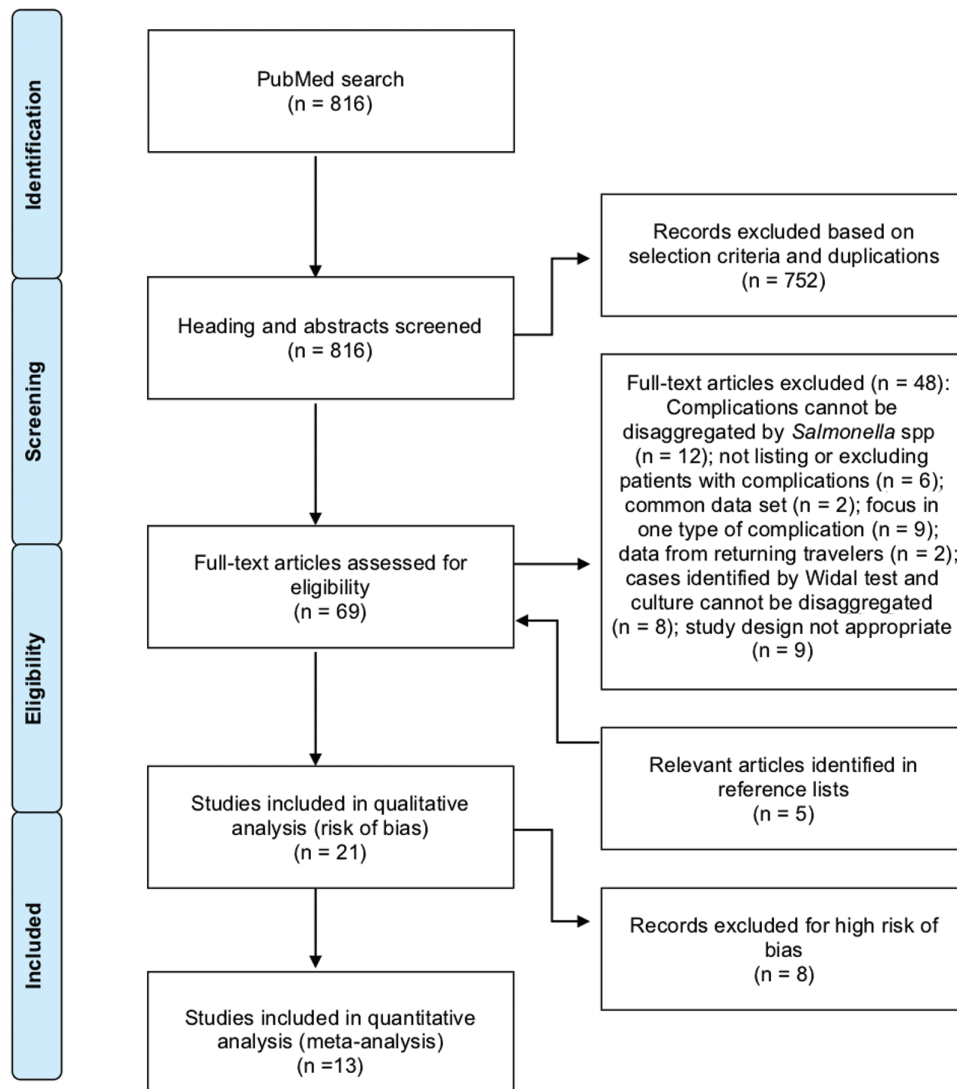 Identification
PubMed search
(n = 816)
Records excluded based on
selection criteria and duplications
(n = 752)
Screening
Heading and abstracts screened
(n = 816)
Full-text articles excluded (n = 48):
Complications cannot be
disaggregated by Salmonella spp
(n = 12); not listing or excluding
patients with complications (n = 6);
common data set (n = 2); focus in
one type of complication (n = 9);
data from returning travelers (n = 2);
cases identified by Widal test and
culture cannot be disaggregated
(n = 8); study design not appropriate
(n = 9)
Eligibility
Full-text articles assessed for
eligibility
(n = 69)
Relevant articles identified in
reference lists
(n = 5)
Studies included in qualitative
analysis (risk of bias)
(n = 21)
Included
Records excluded for high risk of
bias
(n = 8)
Studies included in quantitative
analysis (meta-analysis)
(n =13)